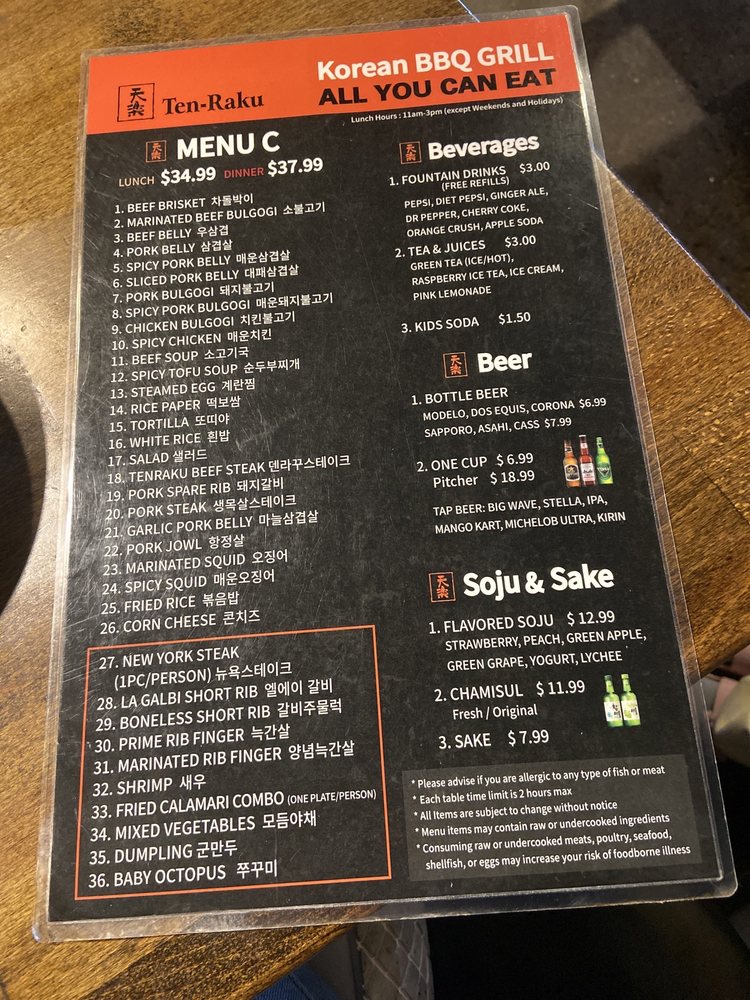 天楽 Ten-Raku
Korean BBQ GRILL
ALL YOU CAN EAT
Lunch Hours : 11am-3pm (except Weekends and Holidays)
天楽 MENU C
LUNCH $34.99 DINNER $37.99
1. BEEF BRISKET 차돌박이
2. MARINATED BEEF BULGOGI 소불고기
3. BEEF BELLY 우삼겹
4. PORK BELLY 삼겹살
5. SPICY PORK BELLY 매운삼겹살
6. SLICED PORK BELLY 대패삼겹살
7. PORK BULGOGI 돼지불고기
8. SPICY PORK BULGOGI 매운돼지불고기
9. CHICKEN BULGOGI 치킨불고기
10. SPICY CHICKEN 매운치킨
11. BEEF SOUP 소고기국
12. SPICY TOFU SOUP 순두부찌개
13. STEAMED EGG 계란찜
14. RICE PAPER 떡보쌈
15. TORTILLA 또띠야
16. WHITE RICE 흰밥
17. SALAD 샐러드
18. TENRAKU BEEF STEAK 덴라꾸스테이크
19. PORK SPARE RIB 돼지갈비
20. PORK STEAK 생목살스테이크
21. GARLIC PORK BELLY 마늘삼겹살
22. PORK JOWL 항정살
23. MARINATED SQUID 오징어
24. SPICY SQUID 매운오징어
25. FRIED RICE 볶음밥
26. CORN CHEESE 콘치즈
27. NEW YORK STEAK
(1PC/PERSON) 뉴욕스테이크
28. LA GALBI SHORT RIB 엘에이 갈비
29. BONELESS SHORT RIB 갈비주물럭
30. PRIME RIB FINGER 늑간살
31. MARINATED RIB FINGER 양념늑간살
32. SHRIMP 새우
33. FRIED CALAMARI COMBO (ONE PLATE/PERSON)
34. MIXED VEGETABLES 모듬야채
35. DUMPLING 군만두
36. BABY OCTOPUS 쭈꾸미
天楽 Beverages
1. FOUNTAIN DRINKS $3.00
(FREE REFILLS)
PEPSI, DIET PEPSI, GINGER ALE,
DR PEPPER, CHERRY COKE,
ORANGE CRUSH, APPLE SODA
2. TEA & JUICES $3.00
GREEN TEA (ICE/HOT),
RASPBERRY ICE TEA, ICE CREAM,
PINK LEMONADE
3. KIDS SODA $1.50
天楽 Beer
1. BOTTLE BEER
MODELO, DOS EQUIS, CORONA $6.99
SAPPORO, ASAHI, CASS $7.99
2. ONE CUP $ 6.99
Pitcher $ 18.99
TAP BEER: BIG WAVE, STELLA, IPA,
MANGO KART, MICHELOB ULTRA, KIRIN
天楽 Soju & Sake
1. FLAVORED SOJU $ 12.99
STRAWBERRY, PEACH, GREEN APPLE,
GREEN GRAPE, YOGURT, LYCHEE
2. CHAMISUL $ 11.99
Fresh / Original
3. SAKE $ 7.99
* Please advise if you are allergic to any type of fish or meat
* Each table time limit is 2 hours max
* All Items are subject to change without notice
* Menu items may contain raw or undercooked ingredients
* Consuming raw or undercooked meats, poultry, seafood,
shellfish, or eggs may increase your risk of foodborne illness